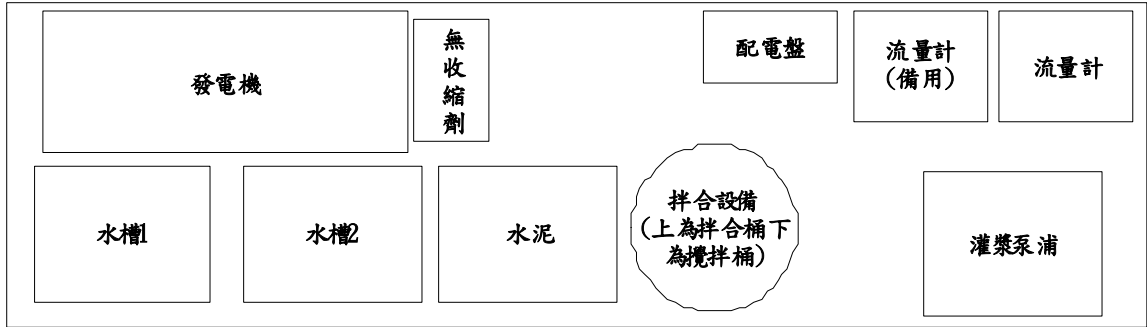 發電機
無
收
縮
劑
配電盤
流量計
(備用)
流量計
水槽1
水槽2
水泥
拌合設備
(上為拌合桶下
為攪拌桶)
灌漿泵浦